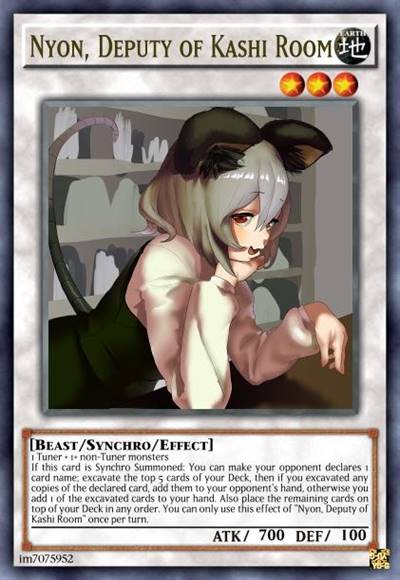 NYON, DEPUTY OF KASHI ROOM
EARTH
地
[BEAST/SYNCHRO/EFFECT]
1 Tuner + 1+ non-Tuner monsters
If this card is Synchro Summoned: You can make your opponent declares 1
card name; excavate the top 5 cards of your Deck, then if you excavated any
copies of the declared card, add them to your opponent's hand, otherwise you
add 1 of the excavated cards to your hand. Also place the remaining cards on
top of your Deck in any order. You can only use this effect of "Nyon, Deputy of
Kashi Room" once per turn.
ATK/ 700 DEF/ 100
im7075952